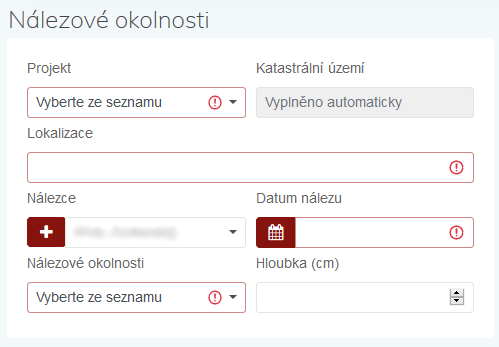 Nálezové okolnosti
Projekt
Katastrální území
Vyberte ze seznamu
Vyplněno automaticky
Lokalizace
Nálezce
Datum nálezu
Nálezové okolnosti
Hloubka (cm)
Vyberte ze seznamu